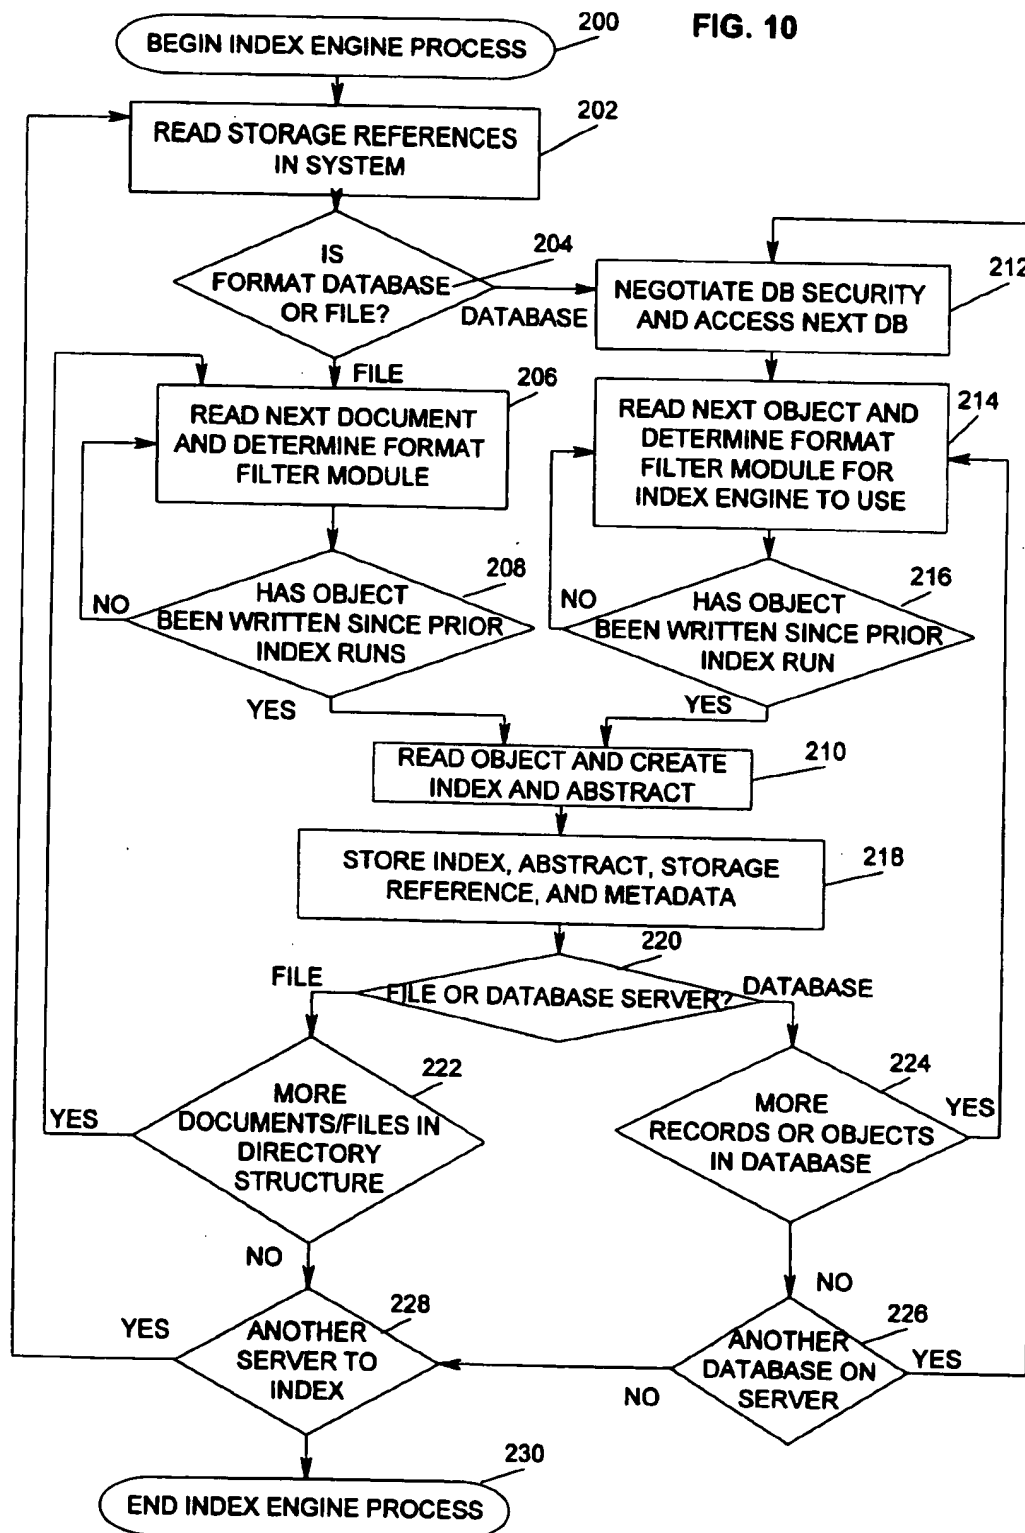 FIG. 10
BEGIN INDEX ENGINE PROCESS
200
READ STORAGE REFERENCES
IN SYSTEM
202
IS
FORMAT DATABASE
OR FILE?
204
DATABASE
FILE
NEGOTIATE DB SECURITY
AND ACCESS NEXT DB
212
READ NEXT DOCUMENT
AND DETERMINE FORMAT
FILTER MODULE
206
READ NEXT OBJECT AND
DETERMINE FORMAT
FILTER MODULE FOR
INDEX ENGINE TO USE
214
HAS OBJECT
BEEN WRITTEN SINCE PRIOR
INDEX RUNS
208
NO
YES
HAS OBJECT
BEEN WRITTEN SINCE PRIOR
INDEX RUN
216
NO
YES
READ OBJECT AND CREATE
INDEX AND ABSTRACT
210
STORE INDEX, ABSTRACT, STORAGE
REFERENCE, AND METADATA
218
FILE OR DATABASE SERVER?
220
FILE
DATABASE
MORE
DOCUMENTS/FILES IN
DIRECTORY
STRUCTURE
222
YES
NO
MORE
RECORDS OR OBJECTS
IN DATABASE
224
YES
NO
ANOTHER
SERVER TO
INDEX
228
YES
ANOTHER
DATABASE ON
SERVER
226
YES
NO
END INDEX ENGINE PROCESS
230